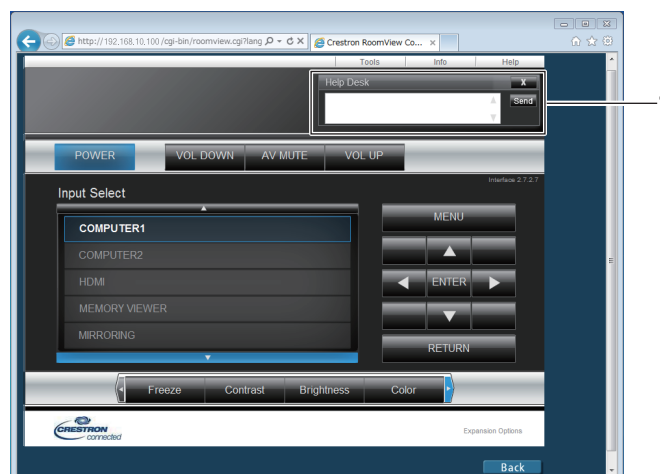 http://192.168.10.100/cgi-bin/roomview.cgi?lang
Crestron RoomView Co...
Tools Info Help
Help Desk X
Send
POWER VOL DOWN AV MUTE VOL UP
Interface 2.7.2.7
Input Select
COMPUTER1
COMPUTER2
HDMI
MEMORY VIEWER
MIRRORING
MENU
ENTER
RETURN
Freeze Contrast Brightness Color
CRESTRON
connected
Expansion Options
Back